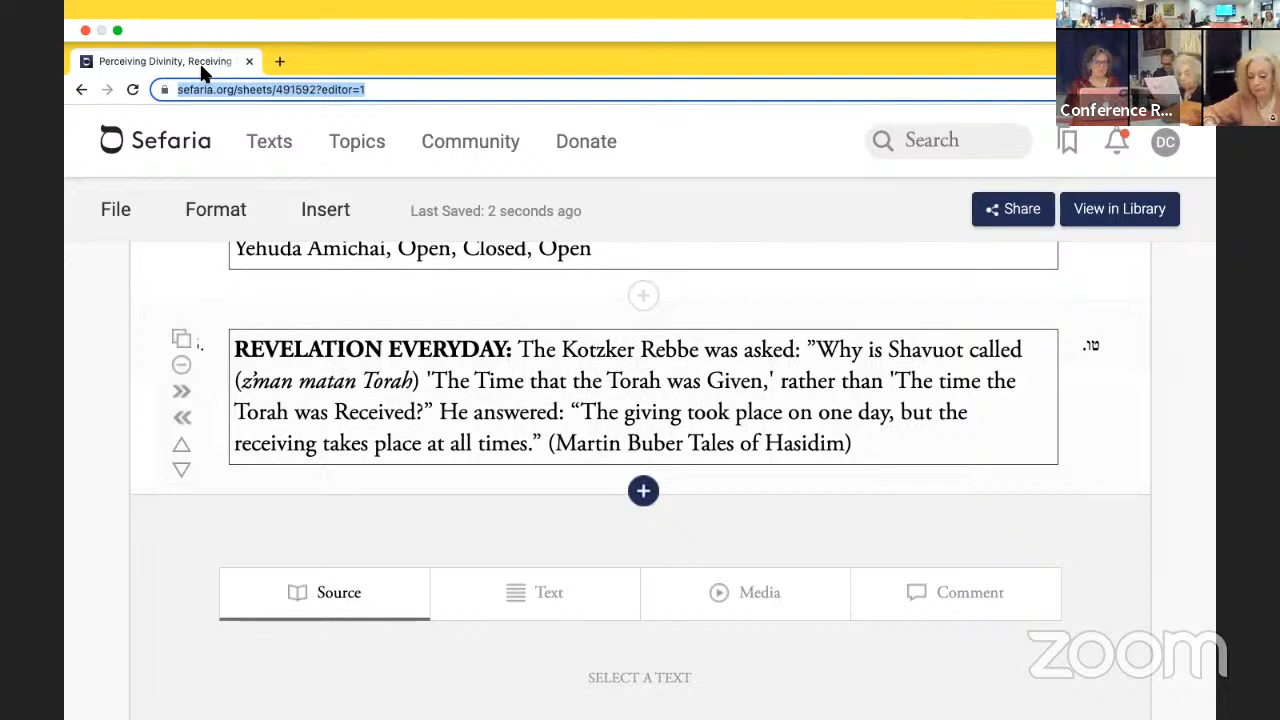 Perceiving Divinity, Receiving
sefaria.org/sheets/491592?editor=1
Conference R...
Sefaria
Texts
Topics
Community
Donate
Search
DC
File
Format
Insert
Last Saved: 2 seconds ago
Share
View in Library
Yehuda Amichai, Open, Closed, Open
REVELATION EVERYDAY: The Kotzker Rebbe was asked: ”Why is Shavuot called
(z’man matan Torah) 'The Time that the Torah was Given,' rather than 'The time the
Torah was Received?” He answered: “The giving took place on one day, but the
receiving takes place at all times.” (Martin Buber Tales of Hasidim)
טו.
Source
Text
Media
Comment
zoom
SELECT A TEXT